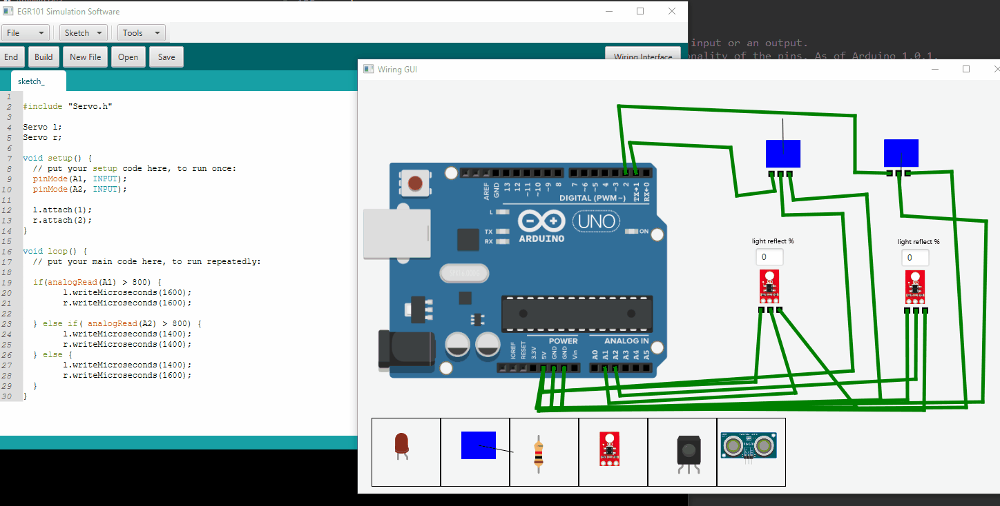 EGR101 Simulation Software
File
Sketch
Tools
End
Build
New File
Open
Save
Wiring Interface
input or an output.
onality of the pins. As of Arduino 1.0.1.
sketch_
1
2 #include "Servo.h"
3
4 Servo l;
5 Servo r;
6
7 void setup() {
8 // put your setup code here, to run once:
9 pinMode(A1, INPUT);
10 pinMode(A2, INPUT);
11
12 l.attach(1);
13 r.attach(2);
14 }
15
16 void loop() {
17 // put your main code here, to run repeatedly:
18
19 if(analogRead(A1) > 800) {
20 l.writeMicroseconds(1600);
21 r.writeMicroseconds(1600);
22
23 } else if( analogRead(A2) > 800) {
24 l.writeMicroseconds(1400);
25 r.writeMicroseconds(1400);
26 } else {
27 l.writeMicroseconds(1400);
28 r.writeMicroseconds(1600);
29 }
30 }
Wiring GUI
AREF
GND
13
12
~11
~10
~9
8
7
~6
~5
4
~3
2
TX→1
RX←0
DIGITAL (PWM ~)
L
TX
RX
UNO
ARDUINO
ON
POWER
ANALOG IN
IOREF
RESET
3.3V
5V
GND
GND
Vin
A0
A1
A2
A3
A4
A5
light reflect %
0
light reflect %
0